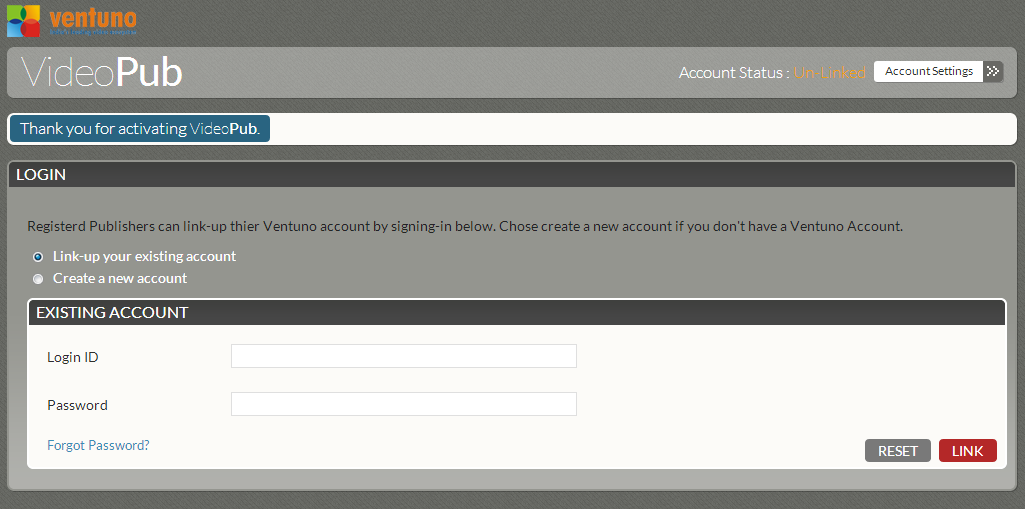 ventuno
VideoPub
Account Status : Un-Linked
Account Settings
Thank you for activating VideoPub.
LOGIN
Registerd Publishers can link-up thier Ventuno account by signing-in below. Chose create a new account if you don't have a Ventuno Account.
Link-up your existing account
Create a new account
EXISTING ACCOUNT
Login ID
Password
Forgot Password?
RESET
LINK